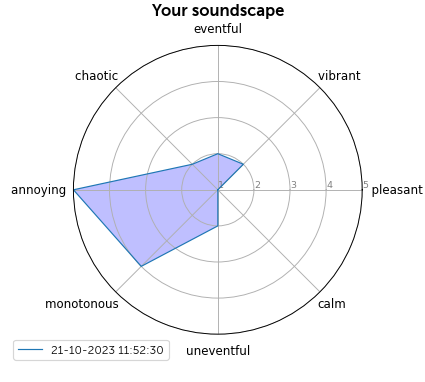 Your soundscape
eventful
chaotic
vibrant
annoying
1
2
3
4
5
pleasant
monotonous
calm
uneventful
21-10-2023 11:52:30